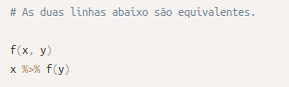 # As duas linhas abaixo são equivalentes.
f(x, y)
x %>% f(y)